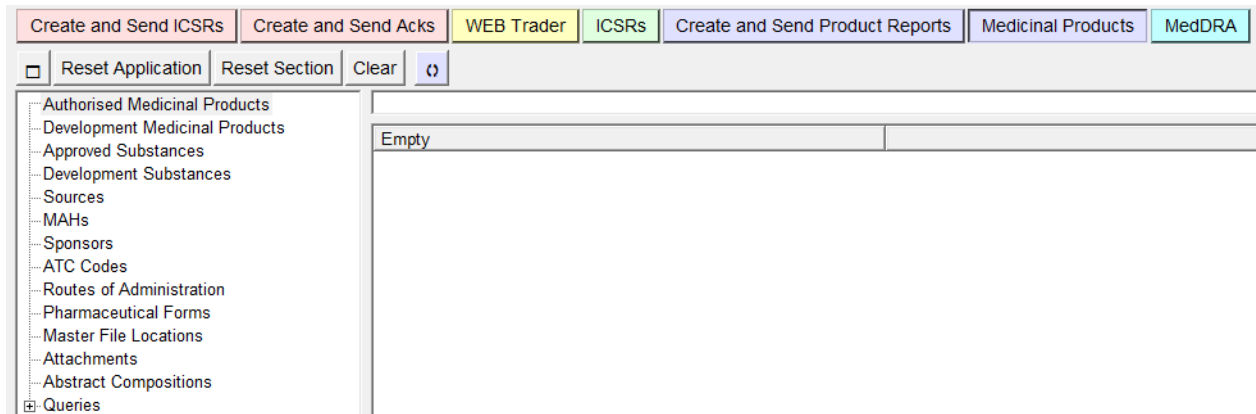 Create and Send ICSRs Create and Send Acks WEB Trader ICSRs Create and Send Product Reports Medicinal Products MedDRA
Reset Application Reset Section Clear
Authorised Medicinal Products
Development Medicinal Products
Approved Substances
Development Substances
Sources
MAHs
Sponsors
ATC Codes
Routes of Administration
Pharmaceutical Forms
Master File Locations
Attachments
Abstract Compositions
Queries
Empty